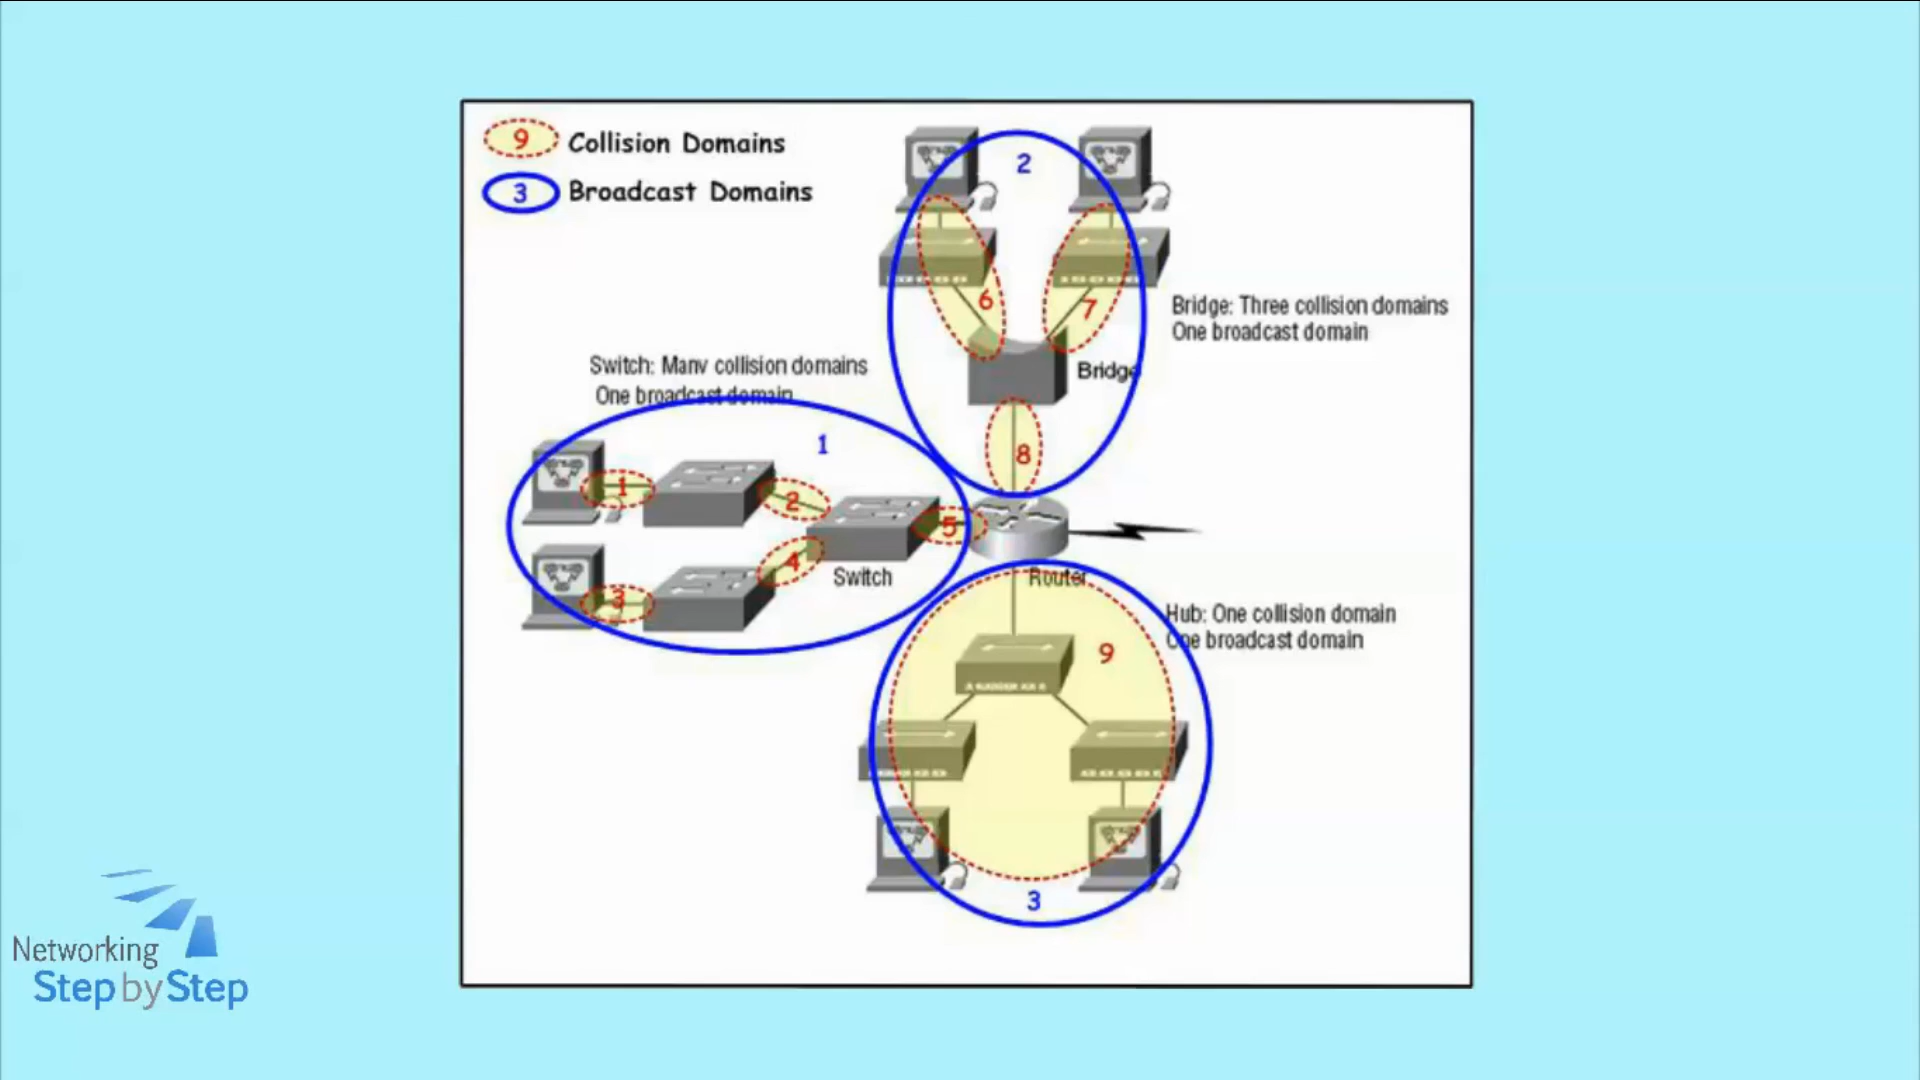 9 Collision Domains
3 Broadcast Domains
2
6
7
Bridge: Three collision domains
One broadcast domain
Bridge
Switch: Many collision domains
One broadcast domain
1
8
1
2
5
4
3
Switch
Router
Hub: One collision domain
One broadcast domain
9
3
Networking
Step by Step